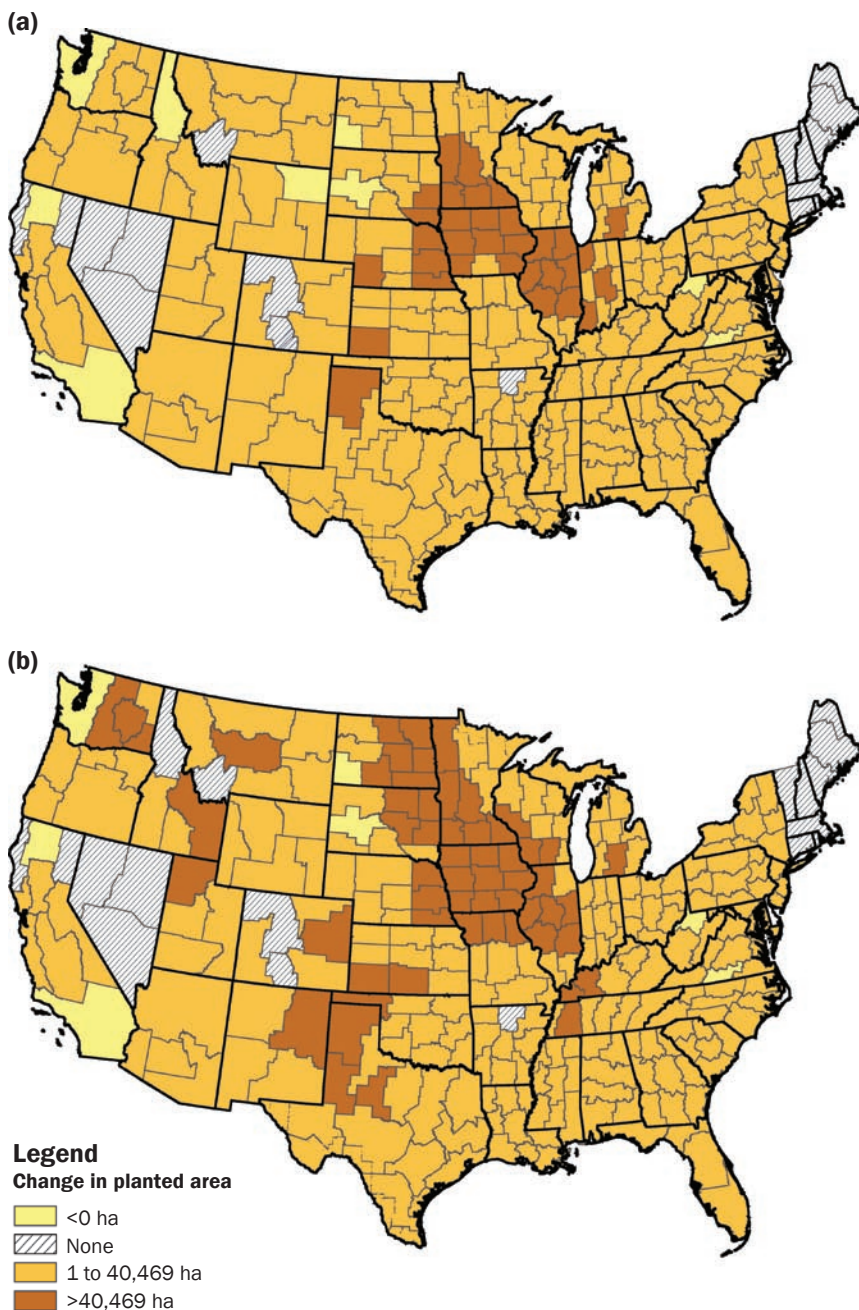 (a)
(b)
Legend
Change in planted area
<0 ha
None
1 to 40,469 ha
>40,469 ha